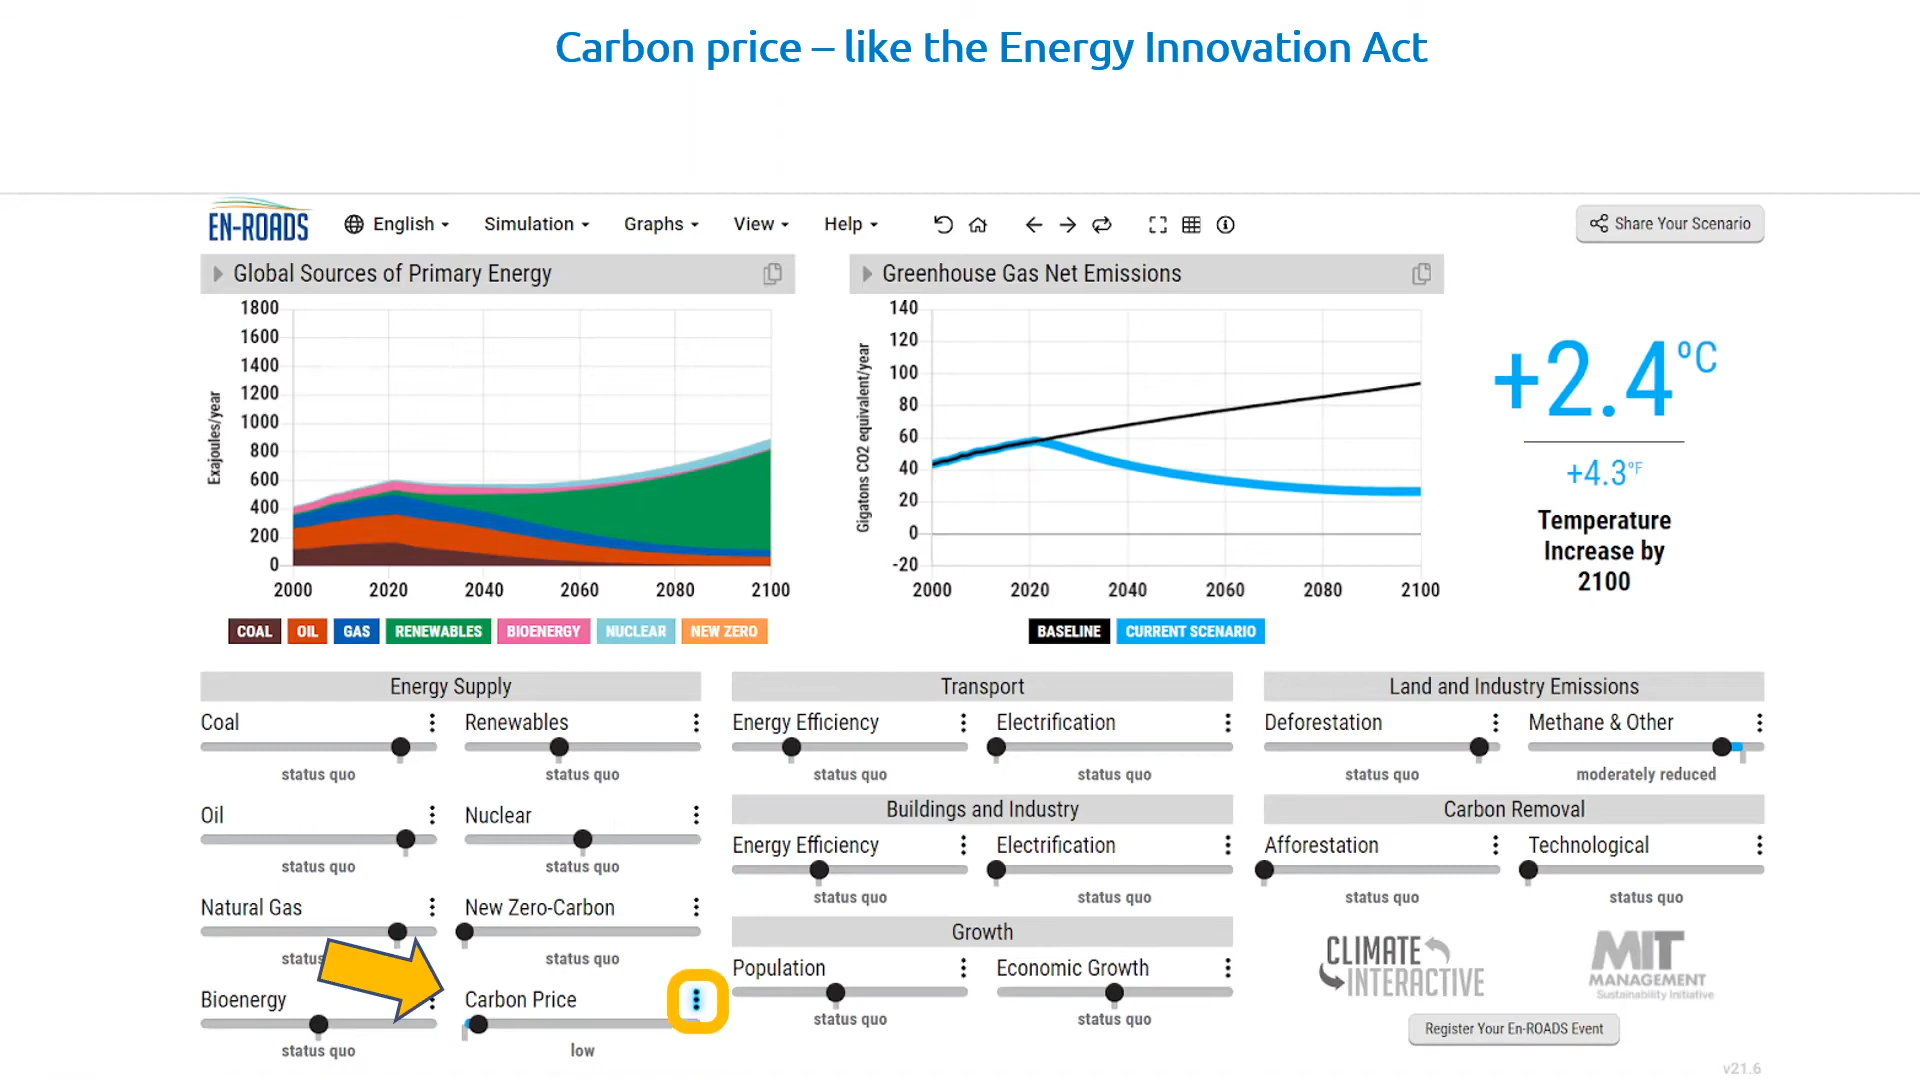 Carbon price – like the Energy Innovation Act
EN-ROADS
English
Simulation
Graphs
View
Help
Share Your Scenario
Global Sources of Primary Energy
1800
1600
1400
1200
1000
800
600
400
200
0
Exajoules/year
2000 2020 2040 2060 2080 2100
COAL OIL GAS RENEWABLES BIOENERGY NUCLEAR NEW ZERO
Greenhouse Gas Net Emissions
140
120
100
80
60
40
20
0
-20
Gigatons CO2 equivalent/year
2000 2020 2040 2060 2080 2100
BASELINE CURRENT SCENARIO
+2.4°C
+4.3°F
Temperature
Increase by
2100
Energy Supply
Coal
status quo
Renewables
status quo
Oil
status quo
Nuclear
status quo
Natural Gas
New Zero-Carbon
status quo
Bioenergy
status quo
Carbon Price
low
Transport
Energy Efficiency
status quo
Electrification
status quo
Buildings and Industry
Energy Efficiency
status quo
Electrification
status quo
Growth
Population
status quo
Economic Growth
status quo
Land and Industry Emissions
Deforestation
status quo
Methane & Other
moderately reduced
Carbon Removal
Afforestation
status quo
Technological
status quo
CLIMATE
INTERACTIVE
MIT
MANAGEMENT
Sustainability Initiative
Register Your En-ROADS Event
v21.6